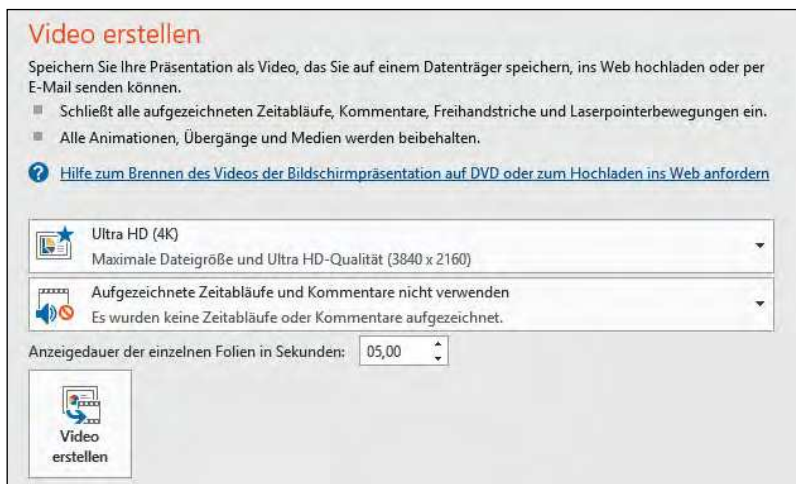 Video erstellen
Speichern Sie Ihre Präsentation als Video, das Sie auf einem Datenträger speichern, ins Web hochladen oder per
E-Mail senden können.
Schließt alle aufgezeichneten Zeitabläufe, Kommentare, Freihandstriche und Laserpointerbewegungen ein.
Alle Animationen, Übergänge und Medien werden beibehalten.
Hilfe zum Brennen des Videos der Bildschirmpräsentation auf DVD oder zum Hochladen ins Web anfordern
Ultra HD (4K)
Maximale Dateigröße und Ultra HD-Qualität (3840 x 2160)
Aufgezeichnete Zeitabläufe und Kommentare nicht verwenden
Es wurden keine Zeitabläufe oder Kommentare aufgezeichnet.
Anzeigedauer der einzelnen Folien in Sekunden: 05,00
Video
erstellen